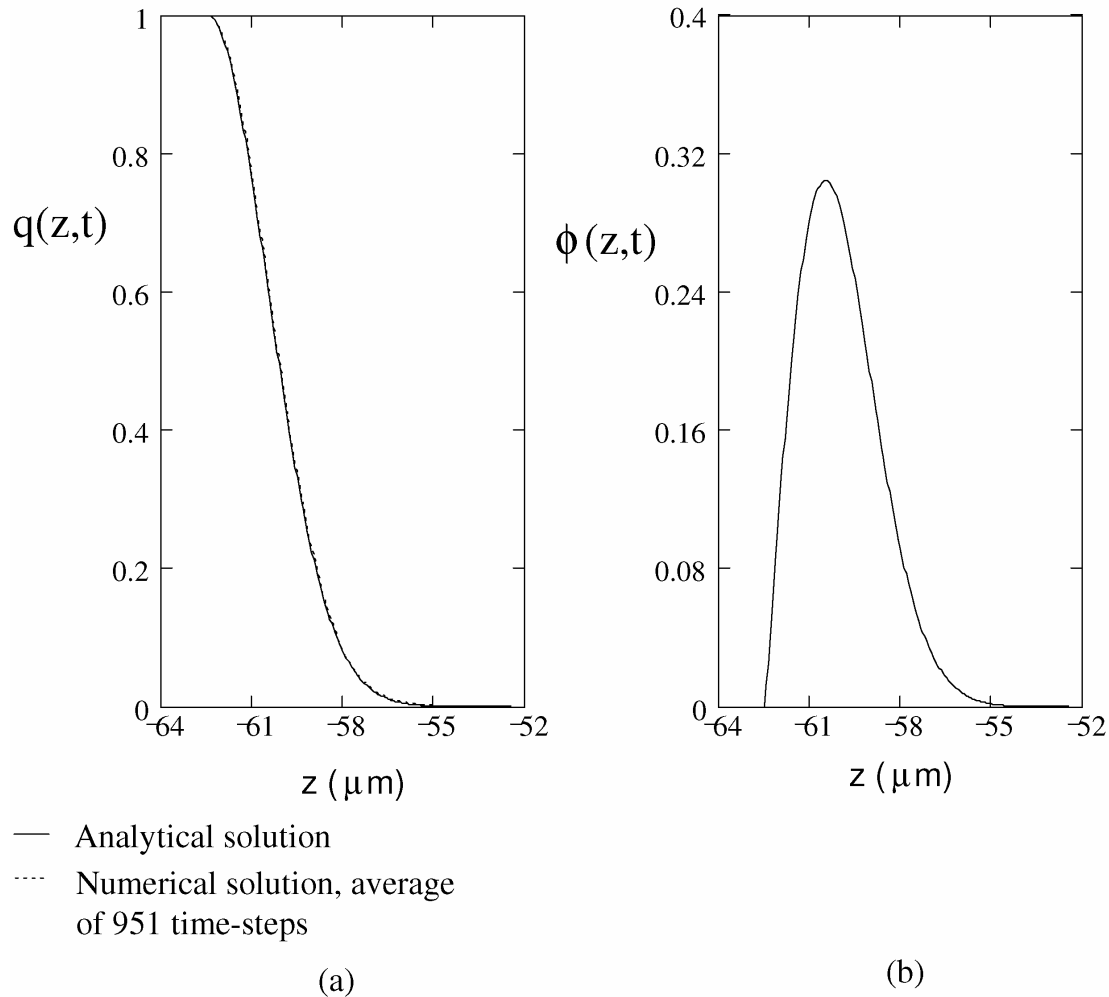 1
0.8
q(z,t)
0.6
0.4
0.2
0
−64 −61 −58 −55 −52
z (μm)
0.4
0.32
ϕ(z,t)
0.24
0.16
0.08
0
−64 −61 −58 −55 −52
z (μm)
Analytical solution
Numerical solution, average
of 951 time-steps
(a)
(b)